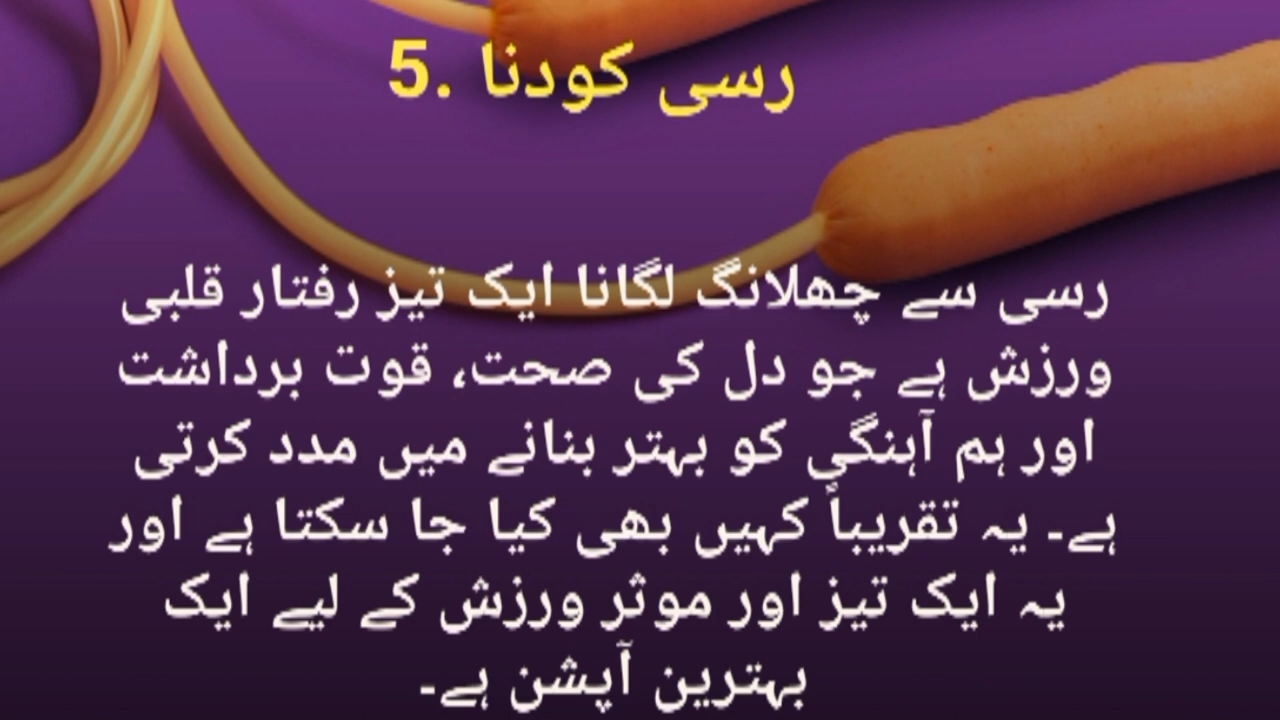 5. رسی کودنا
رسی سے چھلانگ لگانا ایک تیز رفتار قلبی
ورزش ہے جو دل کی صحت، قوت برداشت
اور ہم آہنگی کو بہتر بنانے میں مدد کرتی
ہے۔ یہ تقریباً کہیں بھی کیا جا سکتا ہے اور
یہ ایک تیز اور موثر ورزش کے لیے ایک
بہترین آپشن ہے۔